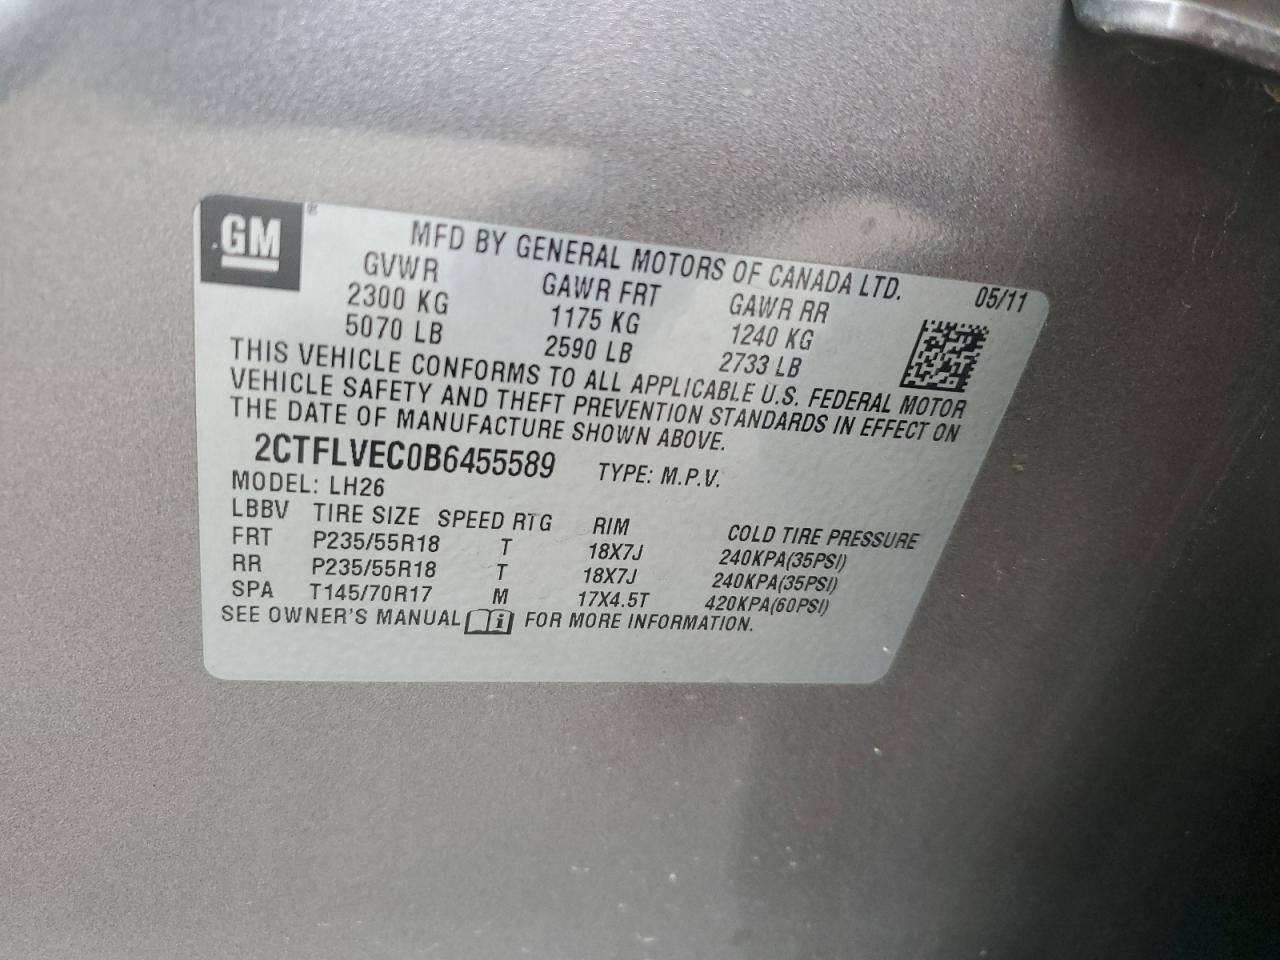 GM ®
MFD BY GENERAL MOTORS OF CANADA LTD.
05/11
GVWR GAWR FRT GAWR RR
2300 KG 1175 KG 1240 KG
5070 LB 2590 LB 2733 LB
THIS VEHICLE CONFORMS TO ALL APPLICABLE U.S. FEDERAL MOTOR
VEHICLE SAFETY AND THEFT PREVENTION STANDARDS IN EFFECT ON
THE DATE OF MANUFACTURE SHOWN ABOVE.
2CTFLVEC0B6455589 TYPE: M.P.V.
MODEL: LH26
LBBV TIRE SIZE SPEED RTG RIM COLD TIRE PRESSURE
FRT P235/55R18 T 18X7J 240KPA(35PSI)
RR P235/55R18 T 18X7J 240KPA(35PSI)
SPA T145/70R17 M 17X4.5T 420KPA(60PSI)
SEE OWNER'S MANUAL i FOR MORE INFORMATION.